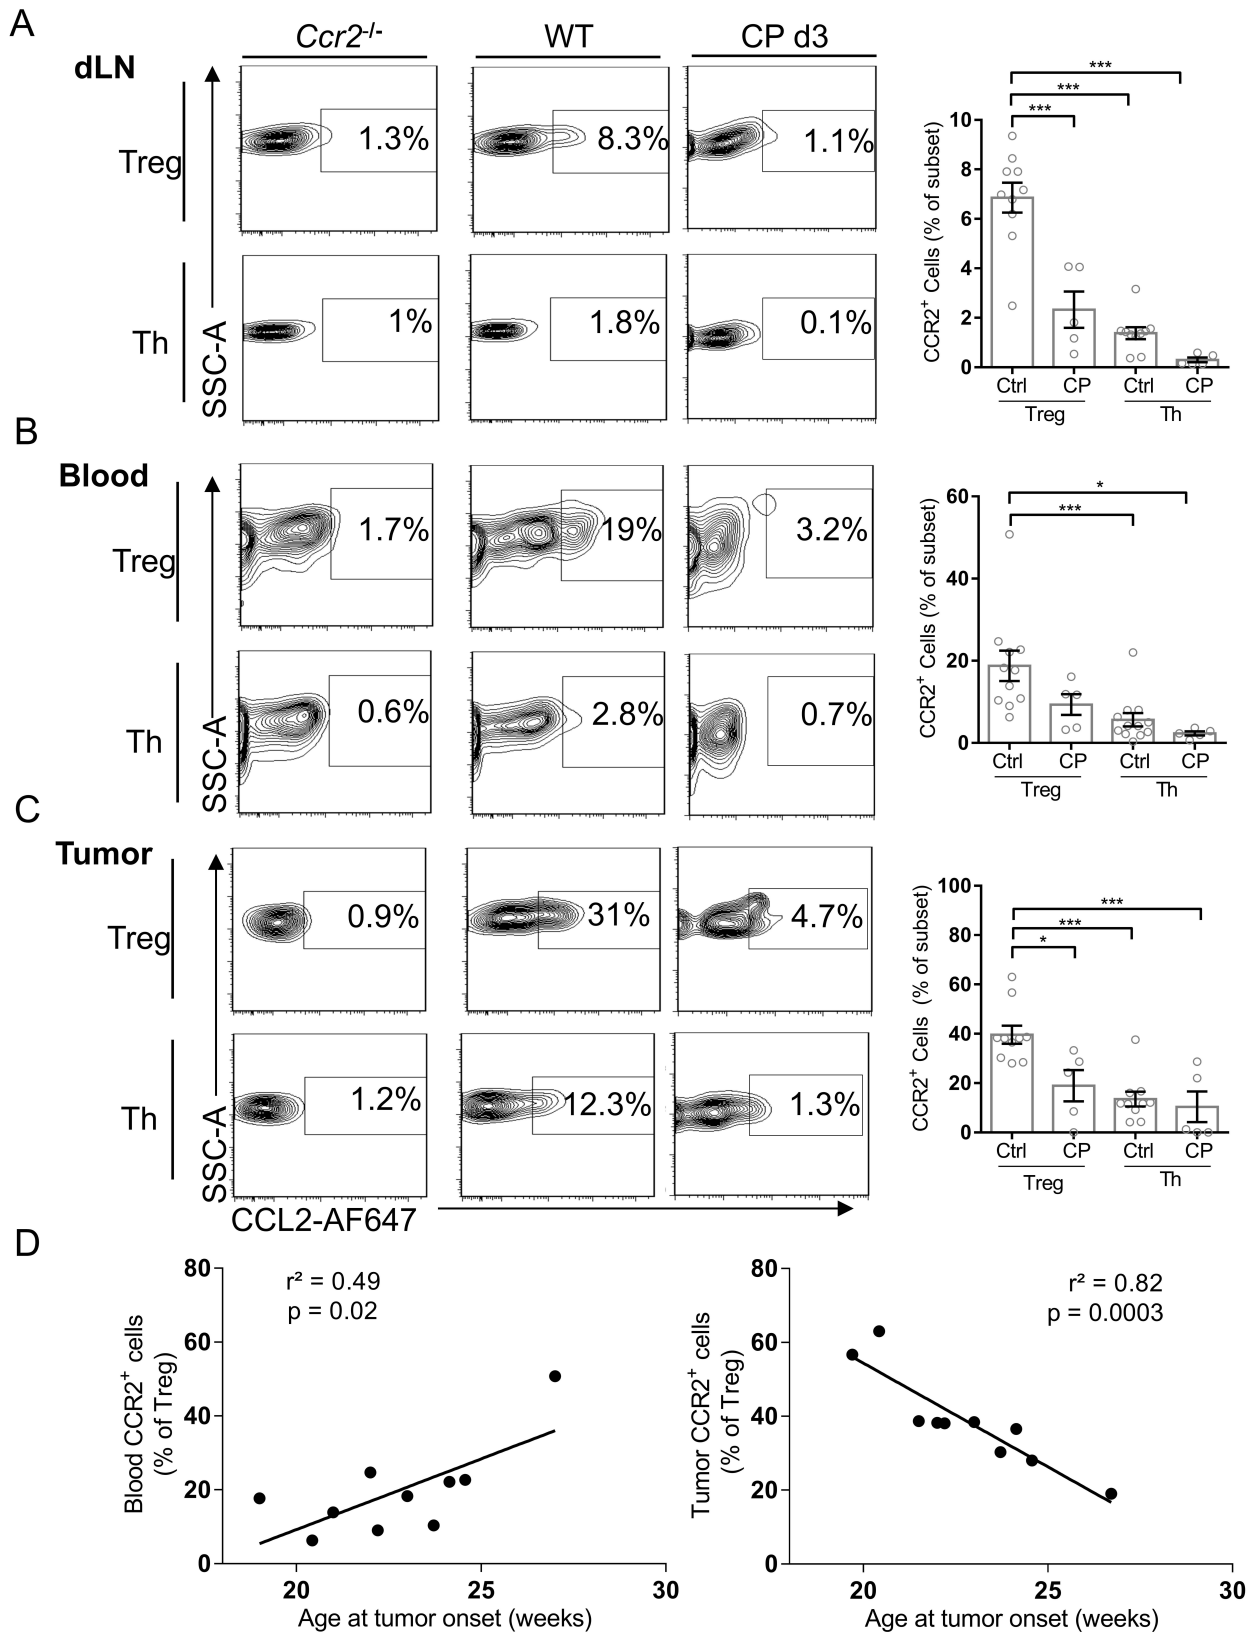 A
Ccr2-/-
WT
CP d3
dLN
Treg
1.3%
8.3%
1.1%
Th
1%
1.8%
0.1%
SSC-A
***
***
***
CCR2+ Cells (% of subset)
10
8
6
4
2
0
Ctrl CP Ctrl CP
Treg Th
B
Blood
Treg
1.7%
19%
3.2%
Th
0.6%
2.8%
0.7%
SSC-A
*
***
CCR2+ Cells (% of subset)
60
40
20
0
Ctrl CP Ctrl CP
Treg Th
C
Tumor
Treg
0.9%
31%
4.7%
Th
1.2%
12.3%
1.3%
SSC-A
CCL2-AF647
***
***
*
CCR2+ Cells (% of subset)
100
80
60
40
20
0
Ctrl CP Ctrl CP
Treg Th
D
r² = 0.49
p = 0.02
Blood CCR2+ cells
(% of Treg)
80
60
40
20
0
20 25 30
Age at tumor onset (weeks)
r² = 0.82
p = 0.0003
Tumor CCR2+ cells
(% of Treg)
80
60
40
20
0
20 25 30
Age at tumor onset (weeks)